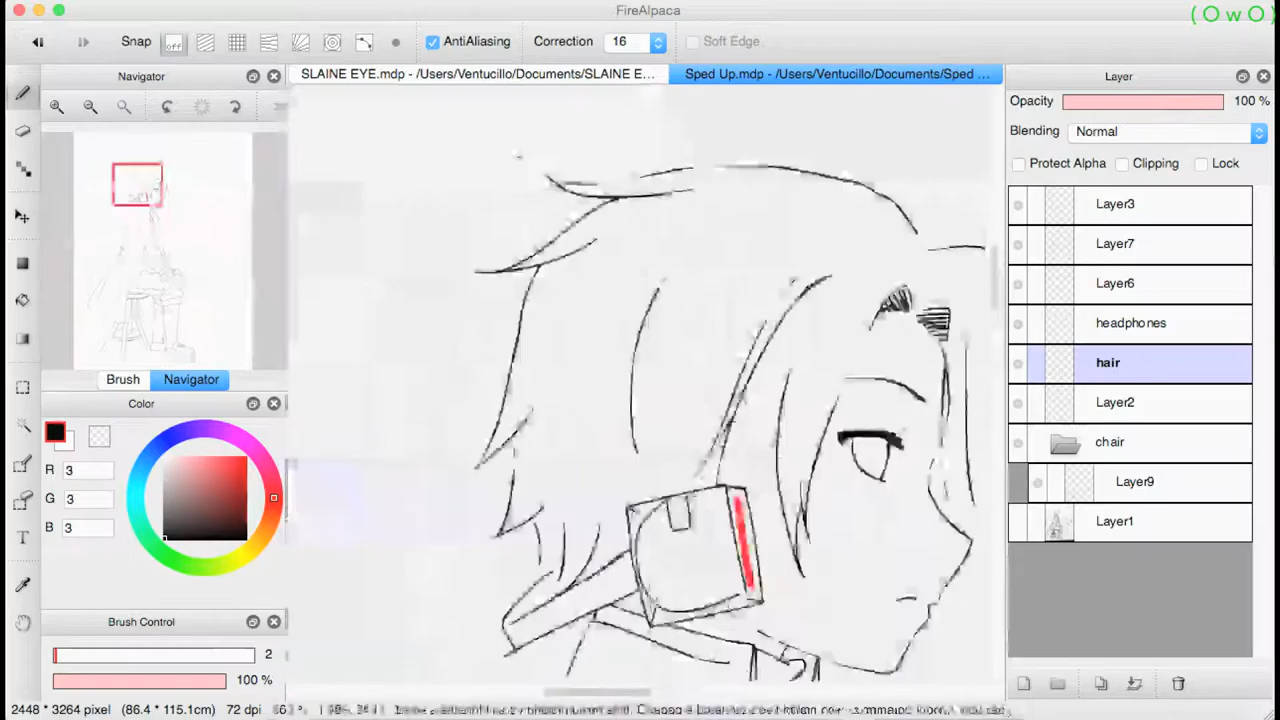 FireAlpaca
( O w O )
Snap
off
AntiAliasing
Correction
16
Soft Edge
Navigator
SLAINE EYE.mdp - /Users/Ventucillo/Documents/SLAINE E...
Sped Up.mdp - /Users/Ventucillo/Documents/Sped ...
Layer
Opacity
100 %
Blending
Normal
Protect Alpha
Clipping
Lock
Layer3
Layer7
Layer6
headphones
hair
Layer2
chair
Layer9
Layer1
Brush
Navigator
Color
R
3
G
3
B
3
T
Brush Control
2
100 %
2448 * 3264 pixel
(86.4 * 115.1cm)
72 dpi